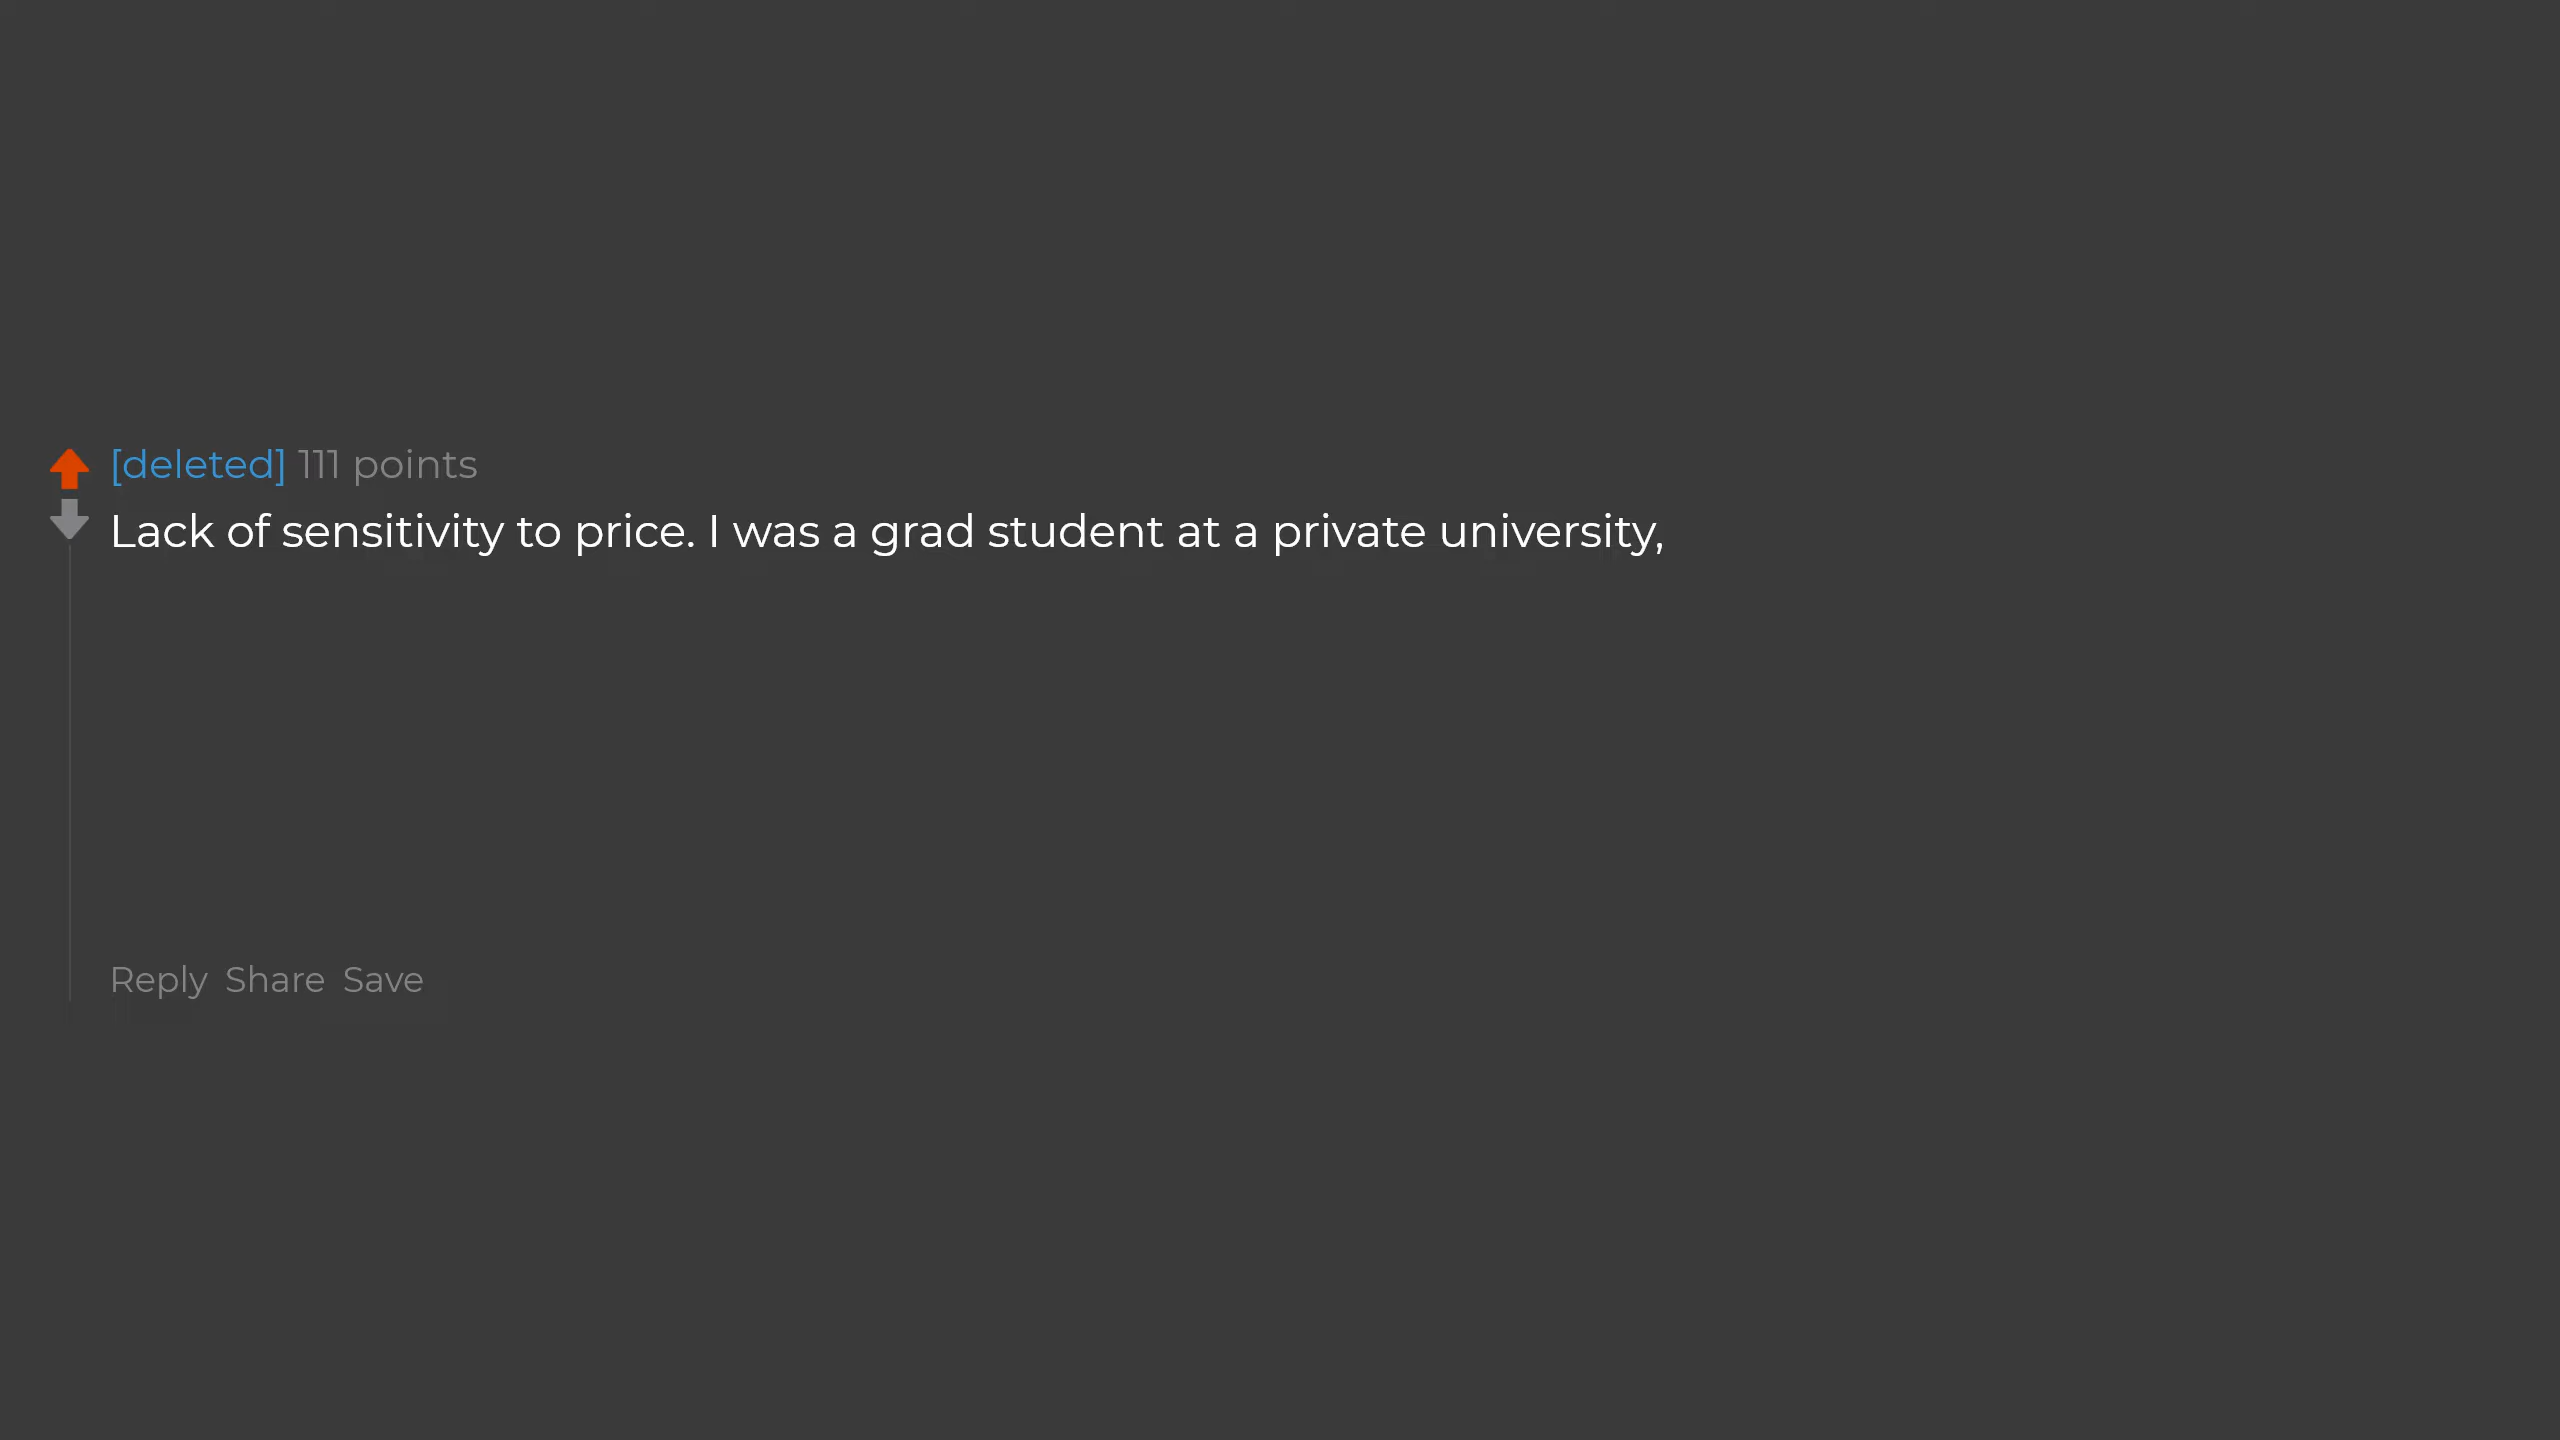 [deleted] 111 points
Lack of sensitivity to price. I was a grad student at a private university,
Reply Share Save